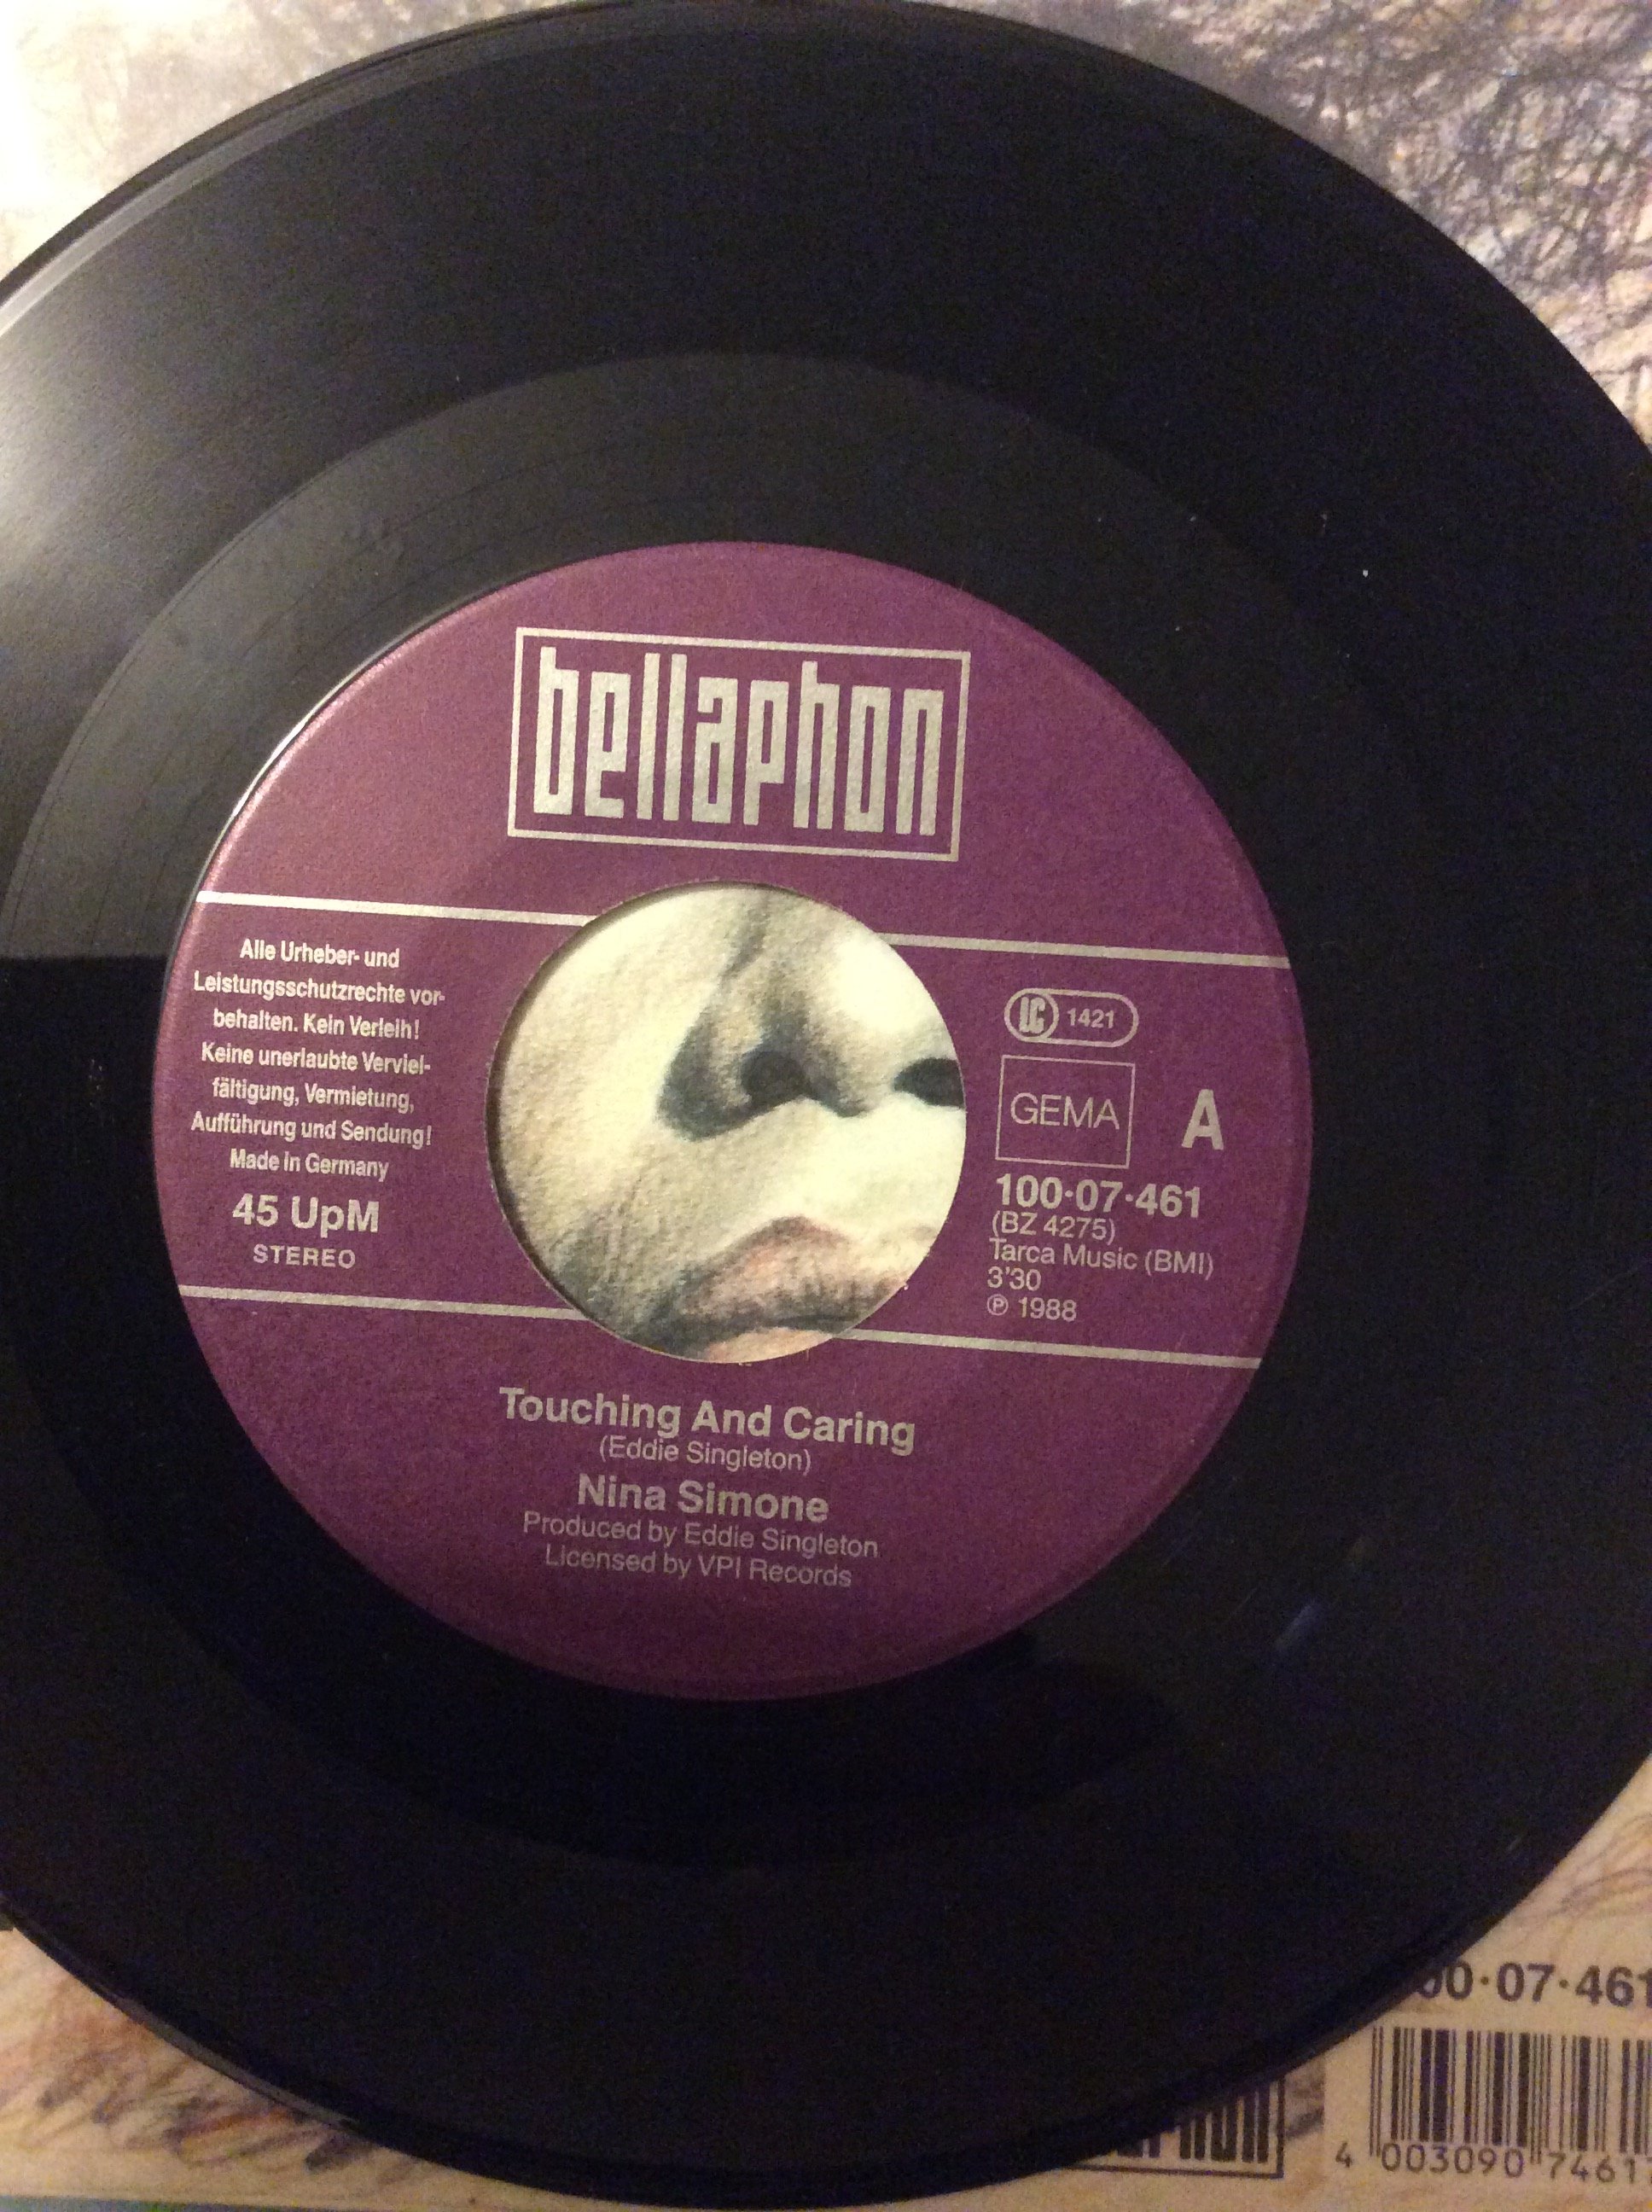 bellaphon
Alle Urheber- und
Leistungsschutzrechte vor-
behalten. Kein Verleih!
Keine unerlaubte Verviel-
fältigung, Vermietung,
Aufführung und Sendung!
Made in Germany
45 UpM
STEREO
LC 1421
GEMA
A
100·07·461
(BZ 4275)
Tarca Music (BMI)
3'30
℗ 1988
Touching And Caring
(Eddie Singleton)
Nina Simone
Produced by Eddie Singleton
Licensed by VPI Records
00·07·461
4 003090 74617